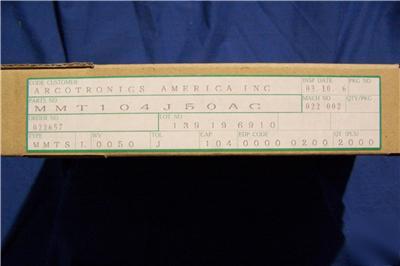 CODE CUSTOMER INSP DATE PKG NO
ARCOTRONICS AMERICA INC 03.10.6
PARTS NO MACH NO QTY/PKG
MMT104J50AC 022 002
ORDER NO LOT NO
022657 139 19 6910
TYPE WV TOL CAP EDP CODE QT (PCS)
MMTS L 0050 J 104 0000 0200 2000